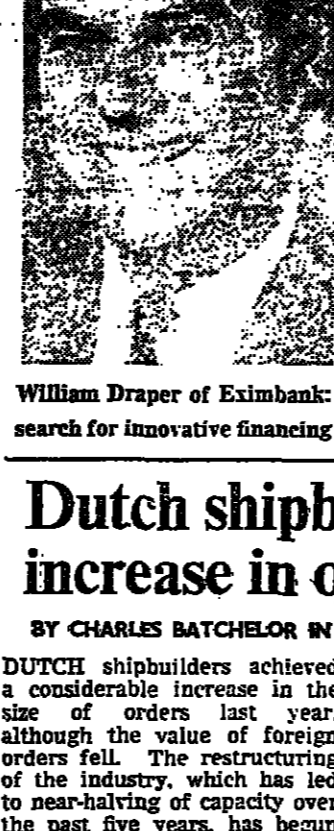 William Draper of Eximbank:
search for innovative financing
Dutch shipb
increase in o
BY CHARLES BATCHELOR IN
DUTCH shipbuilders achieved
a considerable increase in the
size of orders last year,
although the value of foreign
orders fell. The restructuring
of the industry, which has led
to near-halving of capacity over
the past five years, has begun